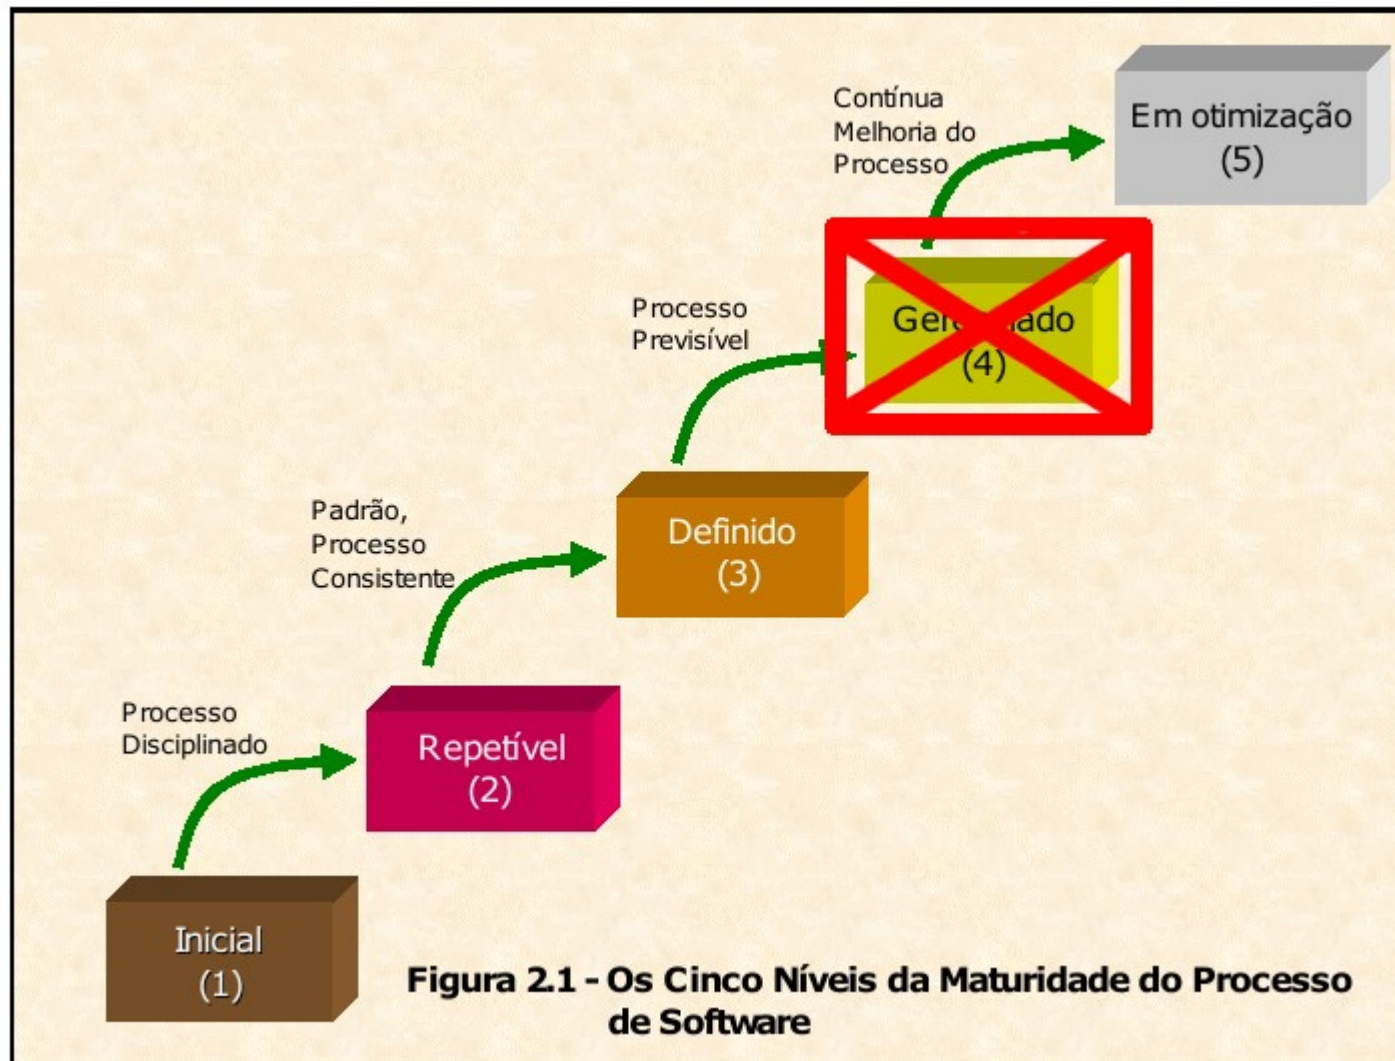 Contínua
Melhoria do
Processo
Em otimização
(5)
Processo
Previsível
(4)
Padrão,
Processo
Consistente
Definido
(3)
Processo
Disciplinado
Repetível
(2)
Inicial
(1)
Figura 2.1 - Os Cinco Níveis da Maturidade do Processo
de Software